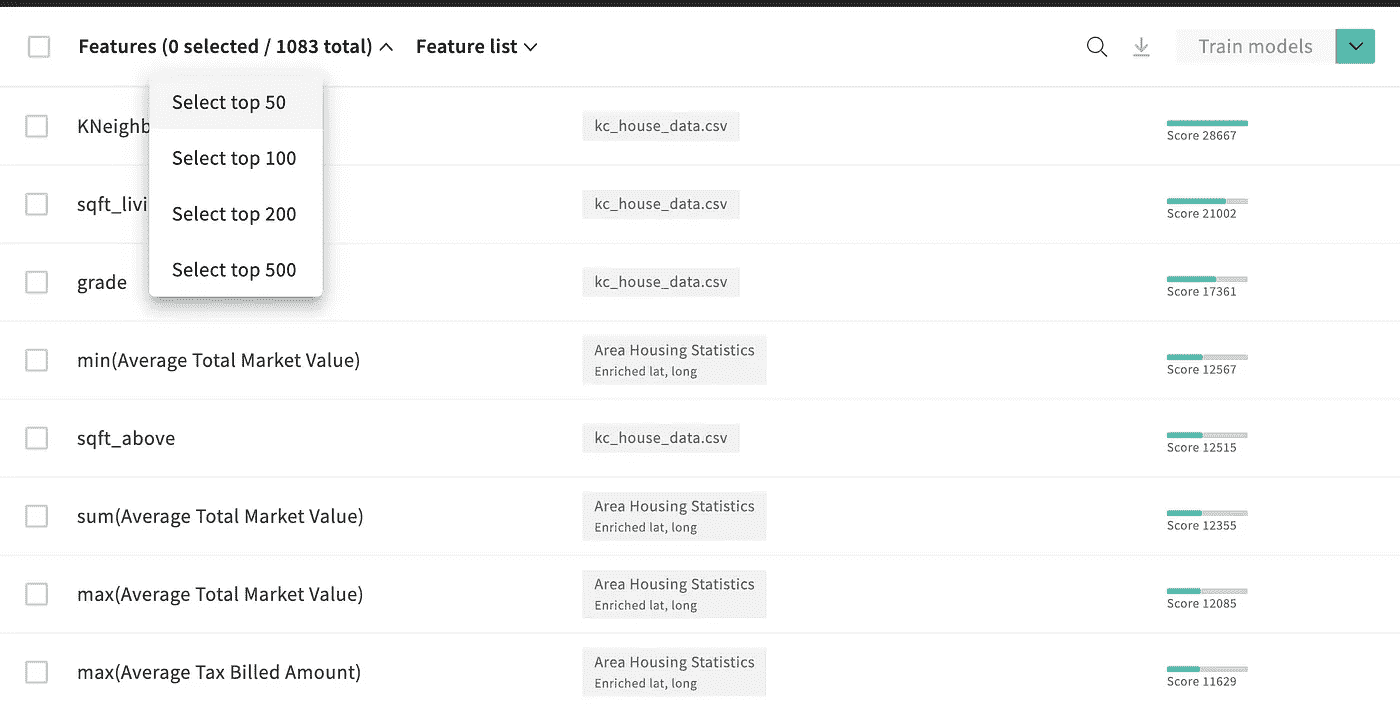 Features (0 selected / 1083 total) Feature list Train models
Select top 50
Select top 100
Select top 200
Select top 500
KNeighb kc_house_data.csv Score 28667
sqft_livi kc_house_data.csv Score 21002
grade kc_house_data.csv Score 17361
min(Average Total Market Value) Area Housing Statistics
Enriched lat, long Score 12567
sqft_above kc_house_data.csv Score 12515
sum(Average Total Market Value) Area Housing Statistics
Enriched lat, long Score 12355
max(Average Total Market Value) Area Housing Statistics
Enriched lat, long Score 12085
max(Average Tax Billed Amount) Area Housing Statistics
Enriched lat, long Score 11629